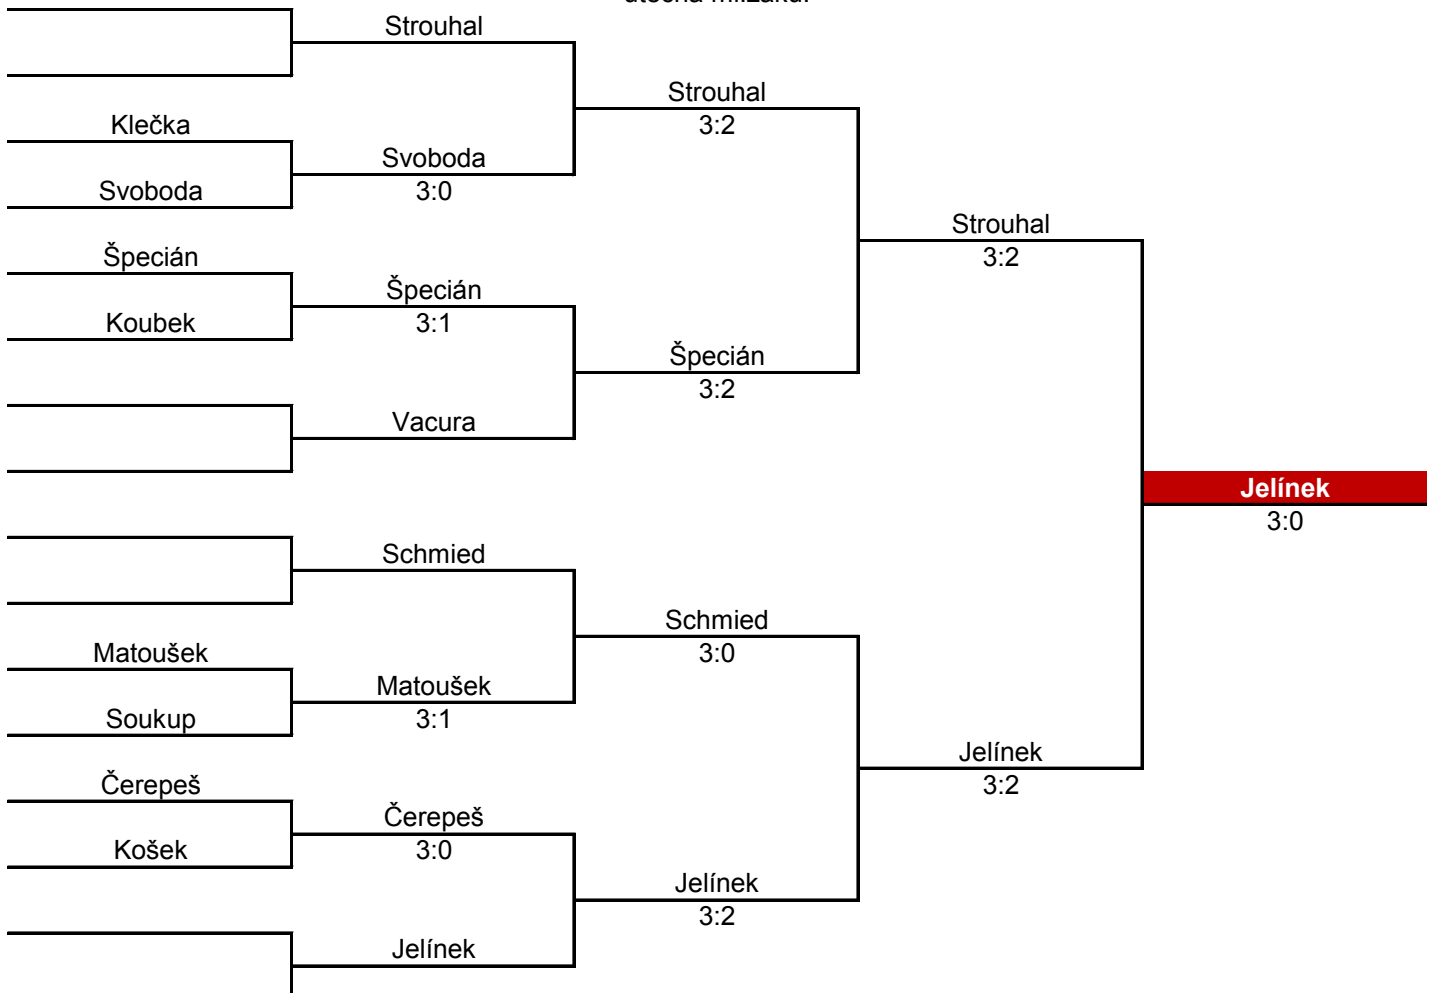 Strouhal
Strouhal
Klečka
3:2
Svoboda
Svoboda
3:0
Strouhal
Špecián
3:2
Špecián
Koubek
3:1
Špecián
3:2
Vacura
Jelínek
3:0
Schmied
Schmied
Matoušek
3:0
Matoušek
Soukup
3:1
Jelínek
Čerepeš
3:2
Čerepeš
Košek
3:0
Jelínek
3:2
Jelínek